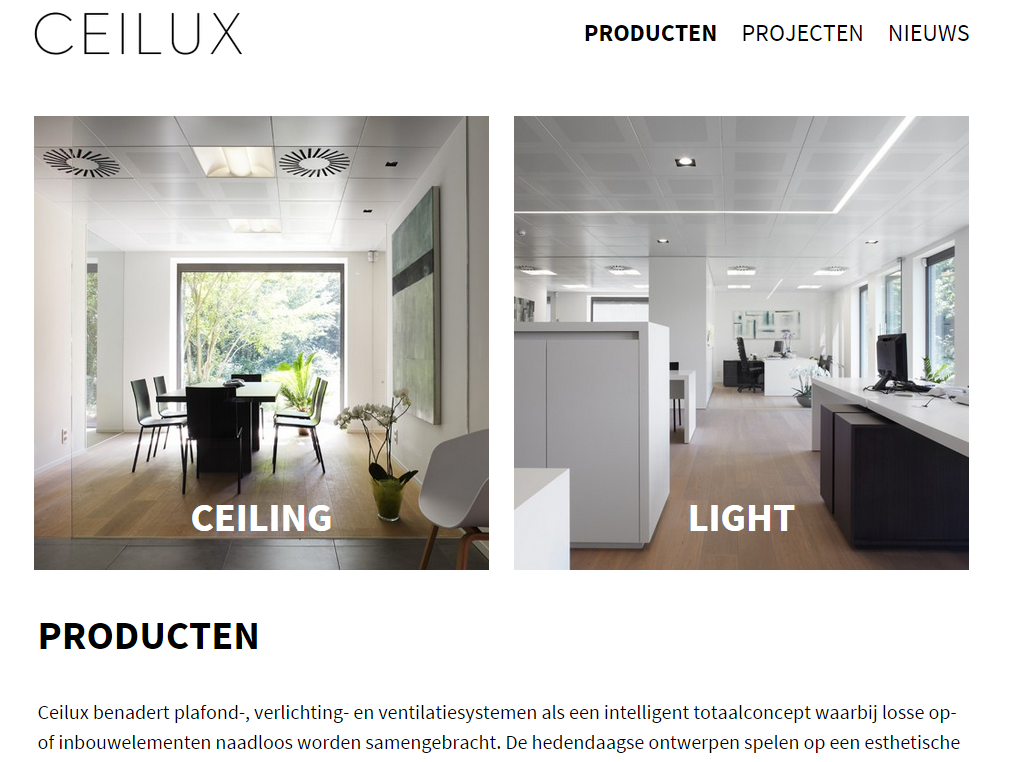 CEILUX
PRODUCTEN PROJECTEN NIEUWS
CEILING
LIGHT
PRODUCTEN
Ceilux benadert plafond-, verlichting- en ventilatiesystemen als een intelligent totaalconcept waarbij losse op-
of inbouwelementen naadloos worden samengebracht. De hedendaagse ontwerpen spelen op een esthetische